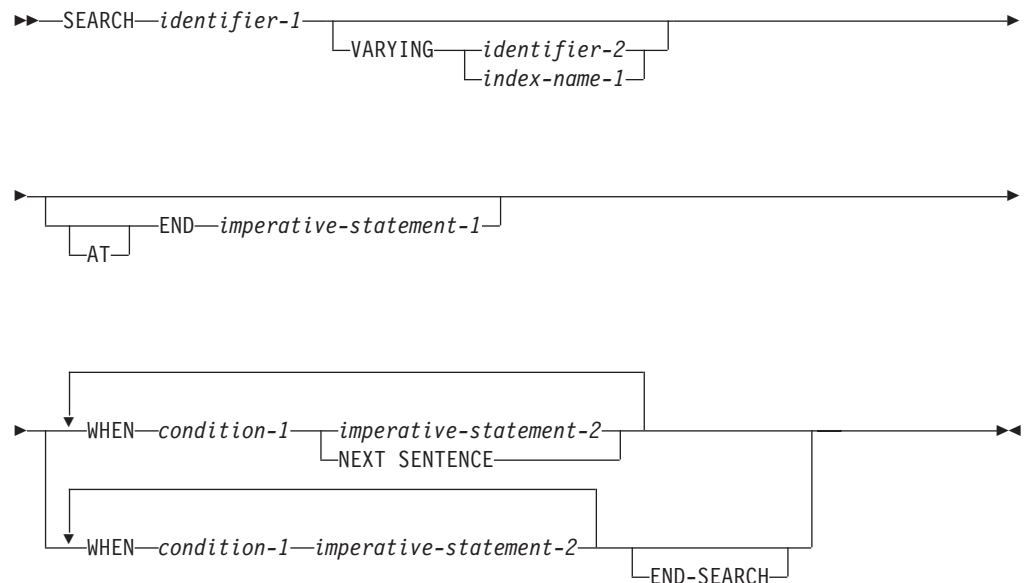 SEARCH identifier-1
VARYING identifier-2
index-name-1
END imperative-statement-1
AT
WHEN condition-1 imperative-statement-2
NEXT SENTENCE
WHEN condition-1 imperative-statement-2
END-SEARCH